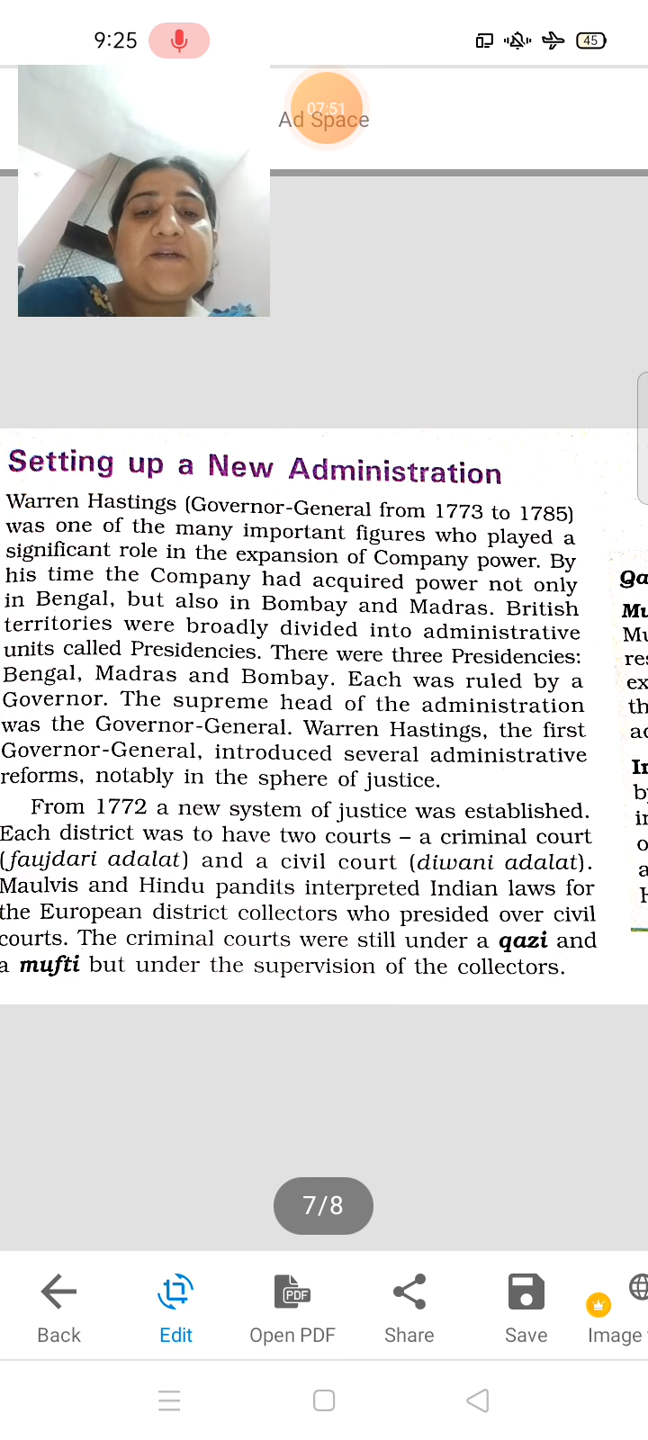 9:25
45
07:51
Ad Space
Setting up a New Administration
Warren Hastings (Governor-General from 1773 to 1785)
was one of the many important figures who played a
significant role in the expansion of Company power. By
his time the Company had acquired power not only
in Bengal, but also in Bombay and Madras. British
territories were broadly divided into administrative
units called Presidencies. There were three Presidencies:
Bengal, Madras and Bombay. Each was ruled by a
Governor. The supreme head of the administration
was the Governor-General. Warren Hastings, the first
Governor-General, introduced several administrative
reforms, notably in the sphere of justice.
From 1772 a new system of justice was established.
Each district was to have two courts – a criminal court
(faujdari adalat) and a civil court (diwani adalat).
Maulvis and Hindu pandits interpreted Indian laws for
the European district collectors who presided over civil
courts. The criminal courts were still under a qazi and
a mufti but under the supervision of the collectors.
7/8
PDF
Back
Edit
Open PDF
Share
Save
Image